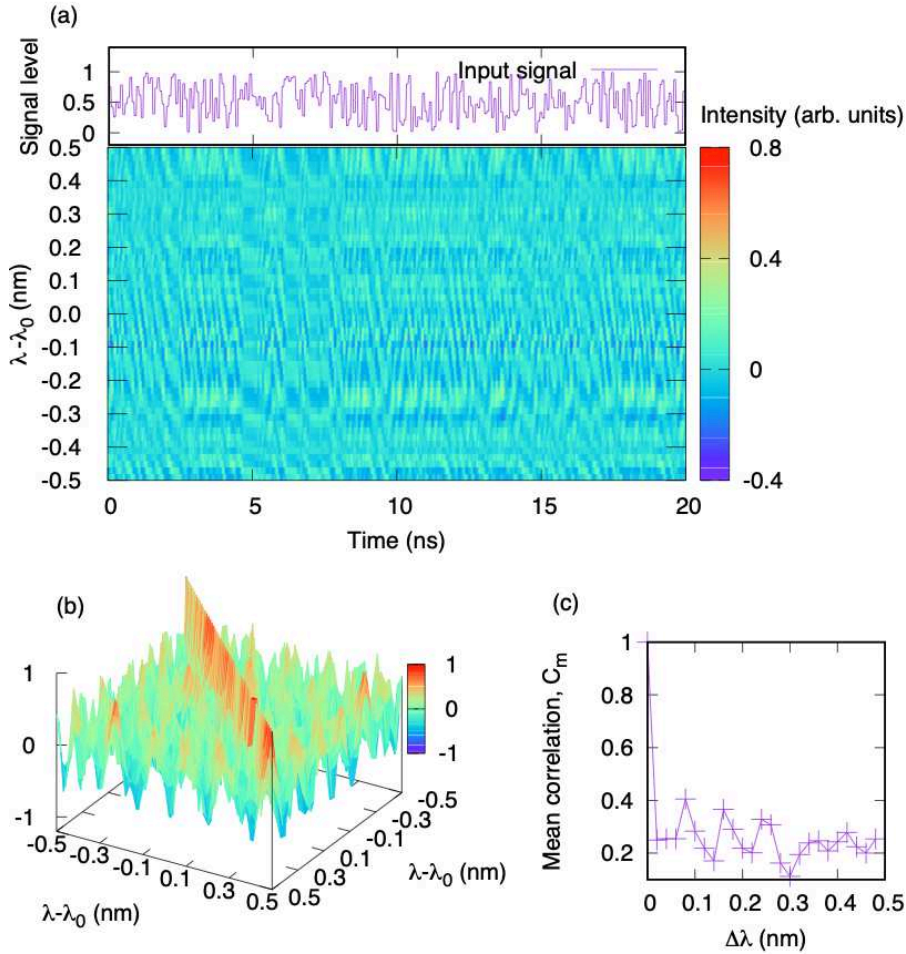 (a)
Signal level
1
0.5
0
Input signal
Intensity (arb. units)
λ-λ0 (nm)
0.5
0.4
0.3
0.2
0.1
0.0
-0.1
-0.2
-0.3
-0.4
-0.5
0 5 10 15 20
Time (ns)
0.8
0.4
0
-0.4
(b)
1
0
-1
1
0
-1
-0.5 -0.3 -0.1 0.1 0.3 0.5
λ-λ0 (nm)
0.5 0.3 0.1 -0.1 -0.3 -0.5
λ-λ0 (nm)
(c)
Mean correlation, Cm
1
0.8
0.6
0.4
0.2
0 0.1 0.2 0.3 0.4 0.5
Δλ (nm)